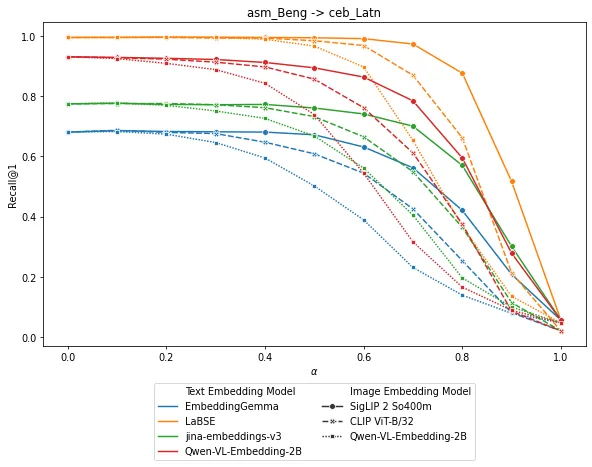 asm_Beng -> ceb_Latn
Recall@1
1.0
0.8
0.6
0.4
0.2
0.0
0.0 0.2 0.4 0.6 0.8 1.0
α
Text Embedding Model Image Embedding Model
EmbeddingGemma SigLIP 2 So400m
LaBSE CLIP ViT-B/32
jina-embeddings-v3 Qwen-VL-Embedding-2B
Qwen-VL-Embedding-2B